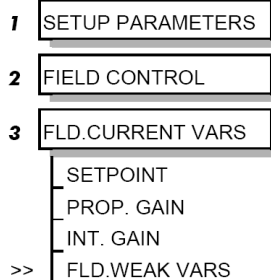 1 SETUP PARAMETERS
2 FIELD CONTROL
3 FLD.CURRENT VARS
SETPOINT
PROP. GAIN
INT. GAIN
>> FLD.WEAK VARS